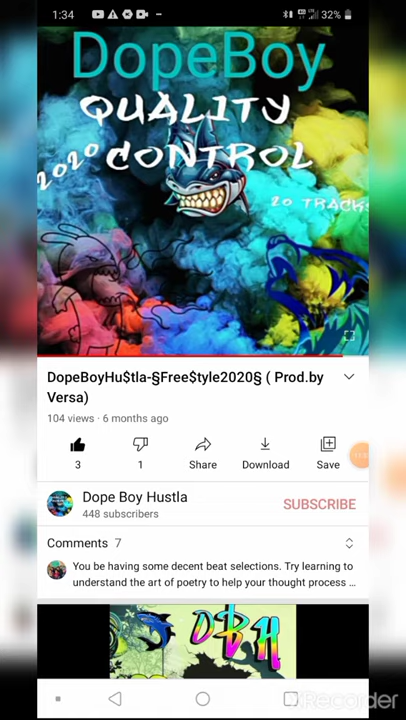 1:34
32%
DopeBoy
QUALITY
2020 CONTROL
20 TRACKS
DopeBoyHu$tla-§Free$tyle2020§ ( Prod.by
Versa)
104 views · 6 months ago
3 1 Share Download Save
Dope Boy Hustla
SUBSCRIBE
448 subscribers
Comments 7
You be having some decent beat selections. Try learning to
understand the art of poetry to help your thought process ...
DBH
XRecorder